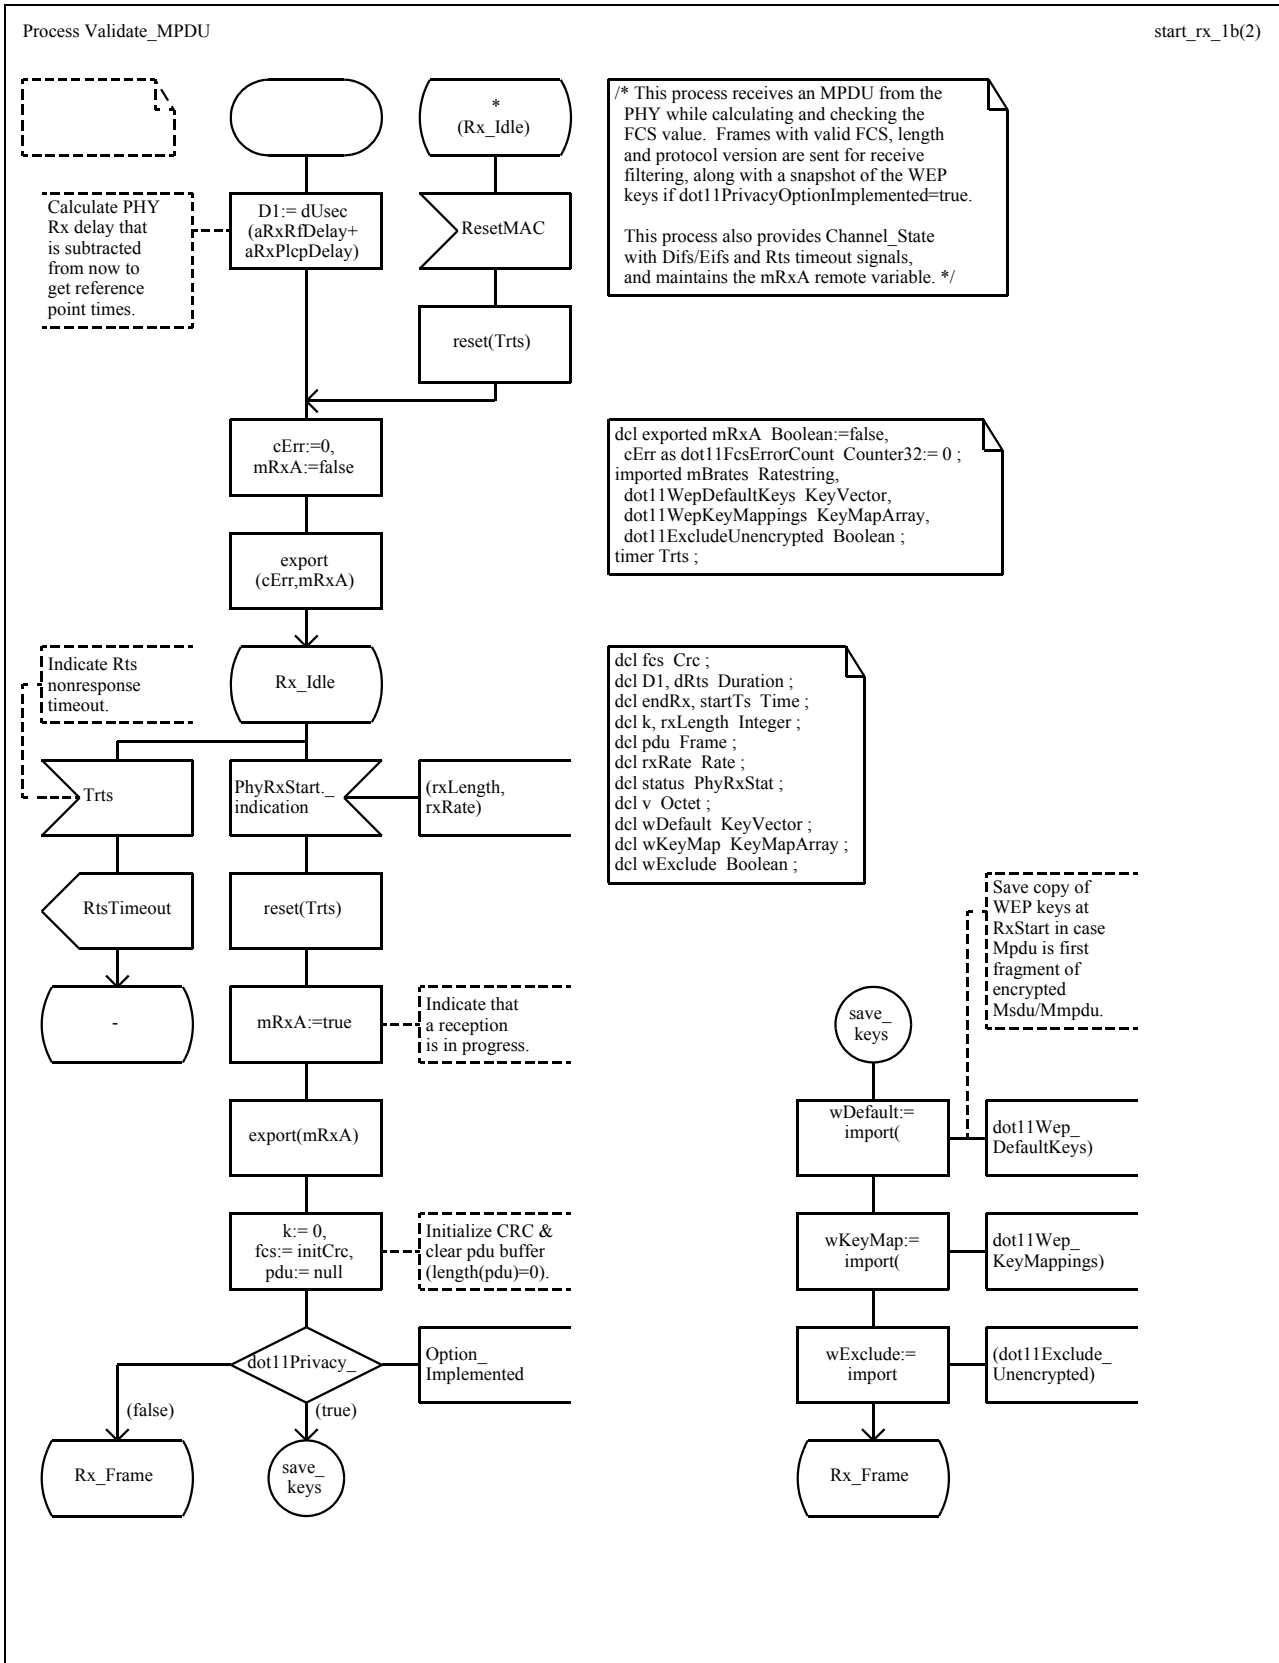 Process Validate_MPDU
start_rx_1b(2)
*
(Rx_Idle)
/* This process receives an MPDU from the
PHY while calculating and checking the
FCS value.  Frames with valid FCS, length
and protocol version are sent for receive
filtering, along with a snapshot of the WEP
keys if dot11PrivacyOptionImplemented=true.
This process also provides Channel_State
with Difs/Eifs and Rts timeout signals,
and maintains the mRxA remote variable. */
Calculate PHY
Rx delay that
is subtracted
from now to
get reference
point times.
D1:= dUsec
(aRxRfDelay+
aRxPlcpDelay)
ResetMAC
reset(Trts)
cErr:=0,
mRxA:=false
dcl exported mRxA  Boolean:=false,
cErr as dot11FcsErrorCount  Counter32:= 0 ;
imported mBrates  Ratestring,
dot11WepDefaultKeys  KeyVector,
dot11WepKeyMappings  KeyMapArray,
dot11ExcludeUnencrypted  Boolean ;
timer Trts ;
export
(cErr,mRxA)
Indicate Rts
nonresponse
timeout.
Rx_Idle
dcl fcs  Crc ;
dcl D1, dRts  Duration ;
dcl endRx, startTs  Time ;
dcl k, rxLength  Integer ;
dcl pdu  Frame ;
dcl rxRate  Rate ;
dcl status  PhyRxStat ;
dcl v  Octet ;
dcl wDefault  KeyVector ;
dcl wKeyMap  KeyMapArray ;
dcl wExclude  Boolean ;
Trts
PhyRxStart._
indication
(rxLength,
rxRate)
RtsTimeout
reset(Trts)
Save copy of
WEP keys at
RxStart in case
Mpdu is first
fragment of
encrypted
Msdu/Mmpdu.
-
mRxA:=true
Indicate that
a reception
is in progress.
save_
keys
export(mRxA)
wDefault:=
import(
dot11Wep_
DefaultKeys)
k:= 0,
fcs:= initCrc,
pdu:= null
Initialize CRC &
clear pdu buffer
(length(pdu)=0).
wKeyMap:=
import(
dot11Wep_
KeyMappings)
dot11Privacy_
Option_
Implemented
wExclude:=
import
(dot11Exclude_
Unencrypted)
(false)
(true)
Rx_Frame
save_
keys
Rx_Frame